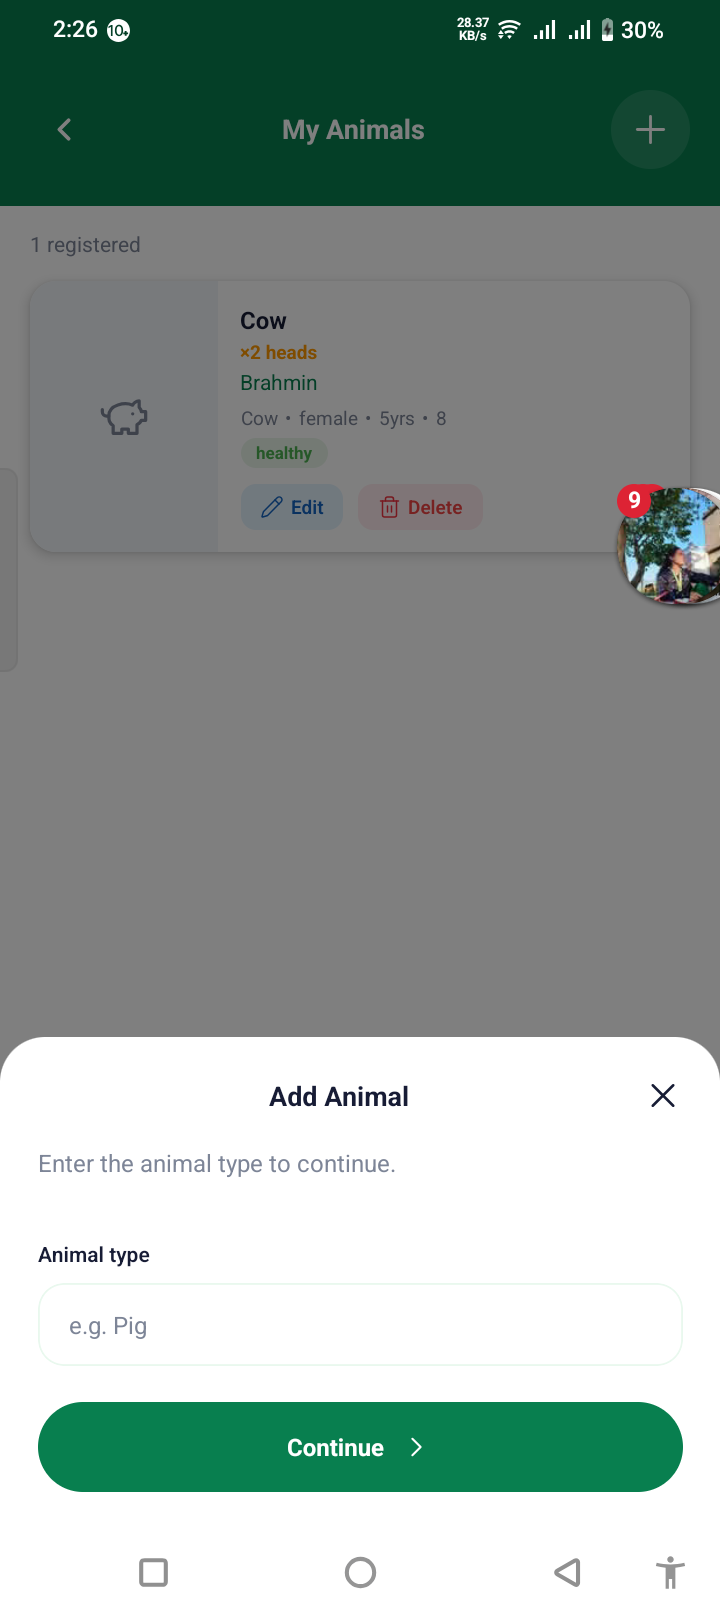 2:26
10
28.37
KB/s
30%
My Animals
1 registered
Cow
×2 heads
Brahmin
Cow • female • 5yrs • 8
healthy
Edit
Delete
9
Add Animal
Enter the animal type to continue.
Animal type
e.g. Pig
Continue